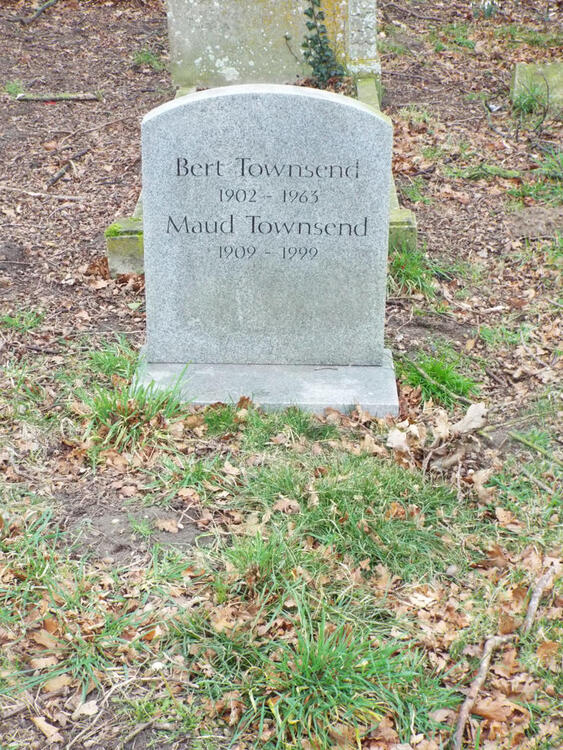 Bert Townsend
1902 - 1963
Maud Townsend
1909 - 1999